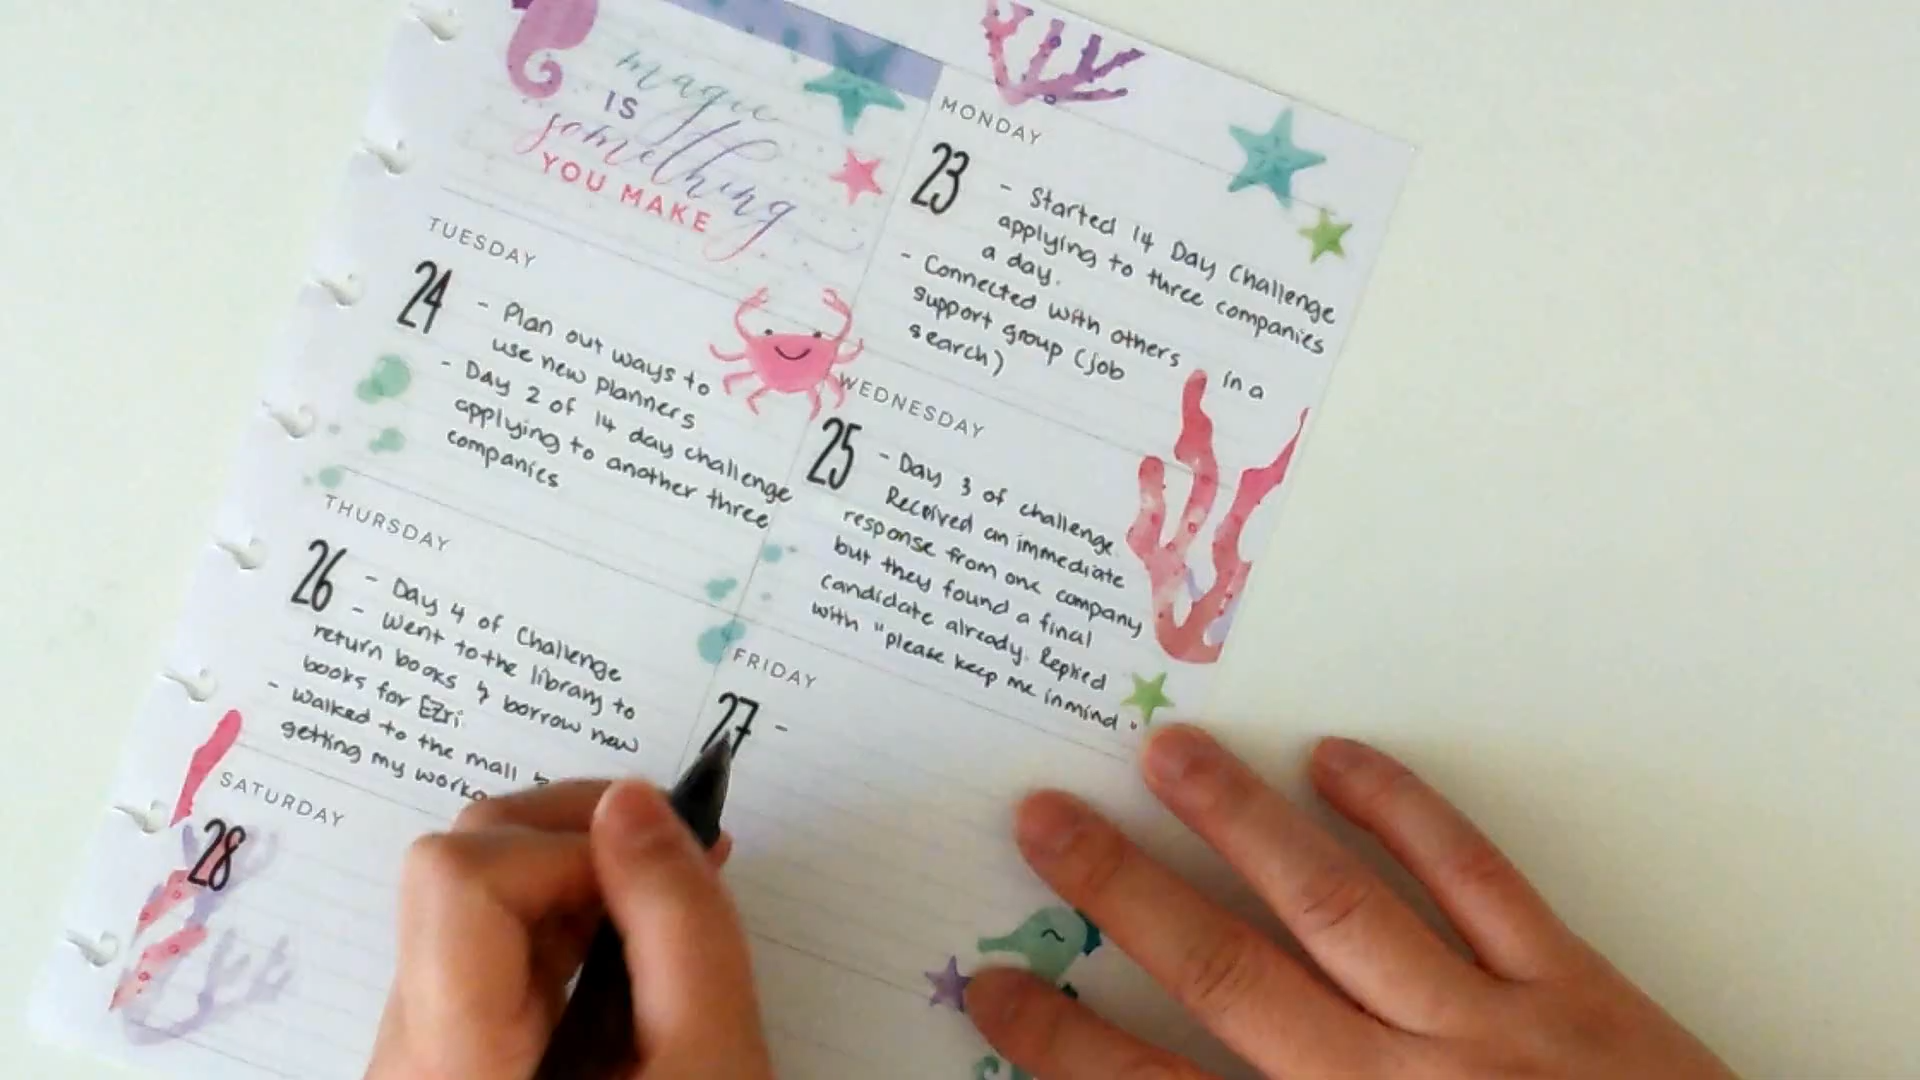 magic
IS
something
YOU MAKE
MONDAY
23
- Started 14 Day Challenge
applying to three companies
a day.
- Connected with others in a
support group (job
search)
TUESDAY
24
- Plan out ways to
use new planners
- Day 2 of 14 day challenge
applying to another three
companies
WEDNESDAY
25
- Day 3 of challenge.
Received an immediate
response from one company
but they found a final
candidate already. Replied
with "please keep me in mind"
THURSDAY
26
- Day 4 of Challenge
- Went to the library to
return books & borrow new
books for Ezri.
- walked to the mall &
getting my
FRIDAY
27 -
SATURDAY
28